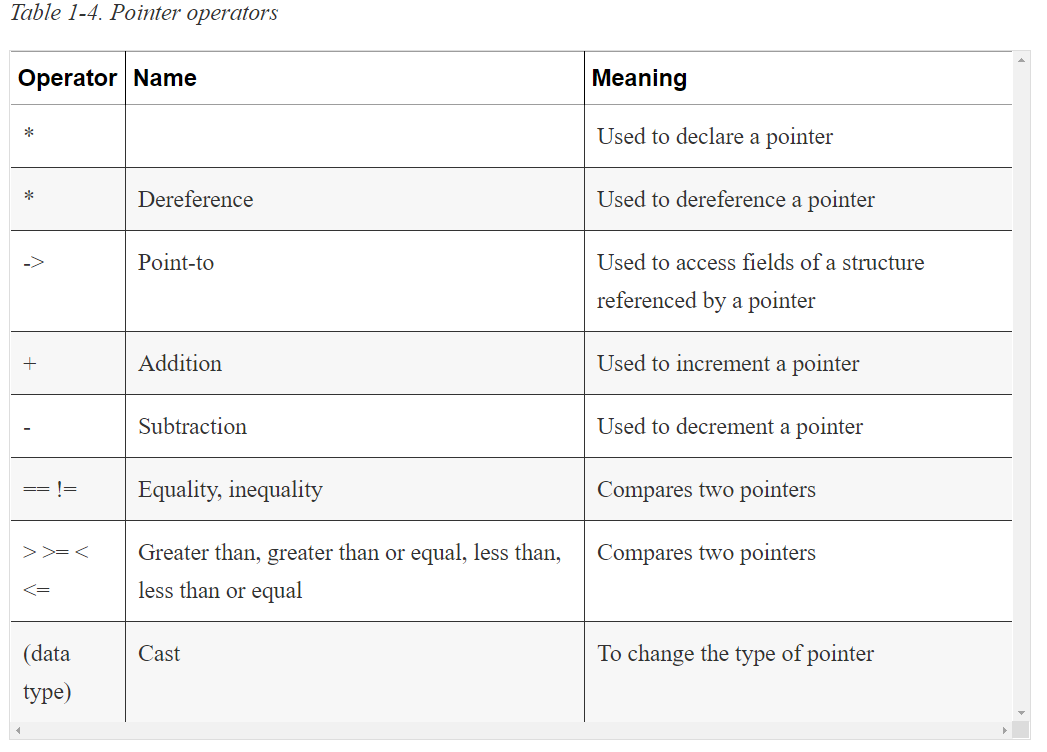 Table 1-4. Pointer operators
Operator Name Meaning
* Used to declare a pointer
* Dereference Used to dereference a pointer
-> Point-to Used to access fields of a structure
referenced by a pointer
+ Addition Used to increment a pointer
- Subtraction Used to decrement a pointer
== != Equality, inequality Compares two pointers
> >= < Greater than, greater than or equal, less than, Compares two pointers
<= less than or equal
(data Cast To change the type of pointer
type)